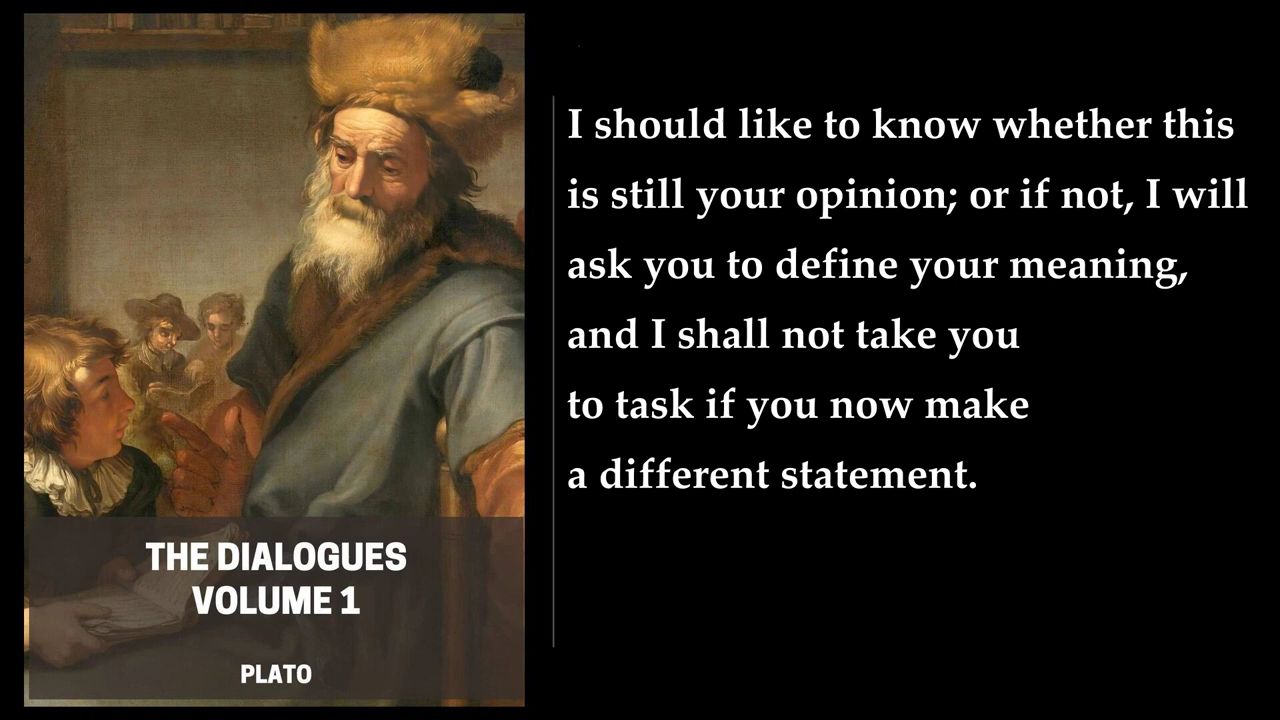 I should like to know whether this
is still your opinion; or if not, I will
ask you to define your meaning,
and I shall not take you
to task if you now make
a different statement.
THE DIALOGUES
VOLUME 1
PLATO